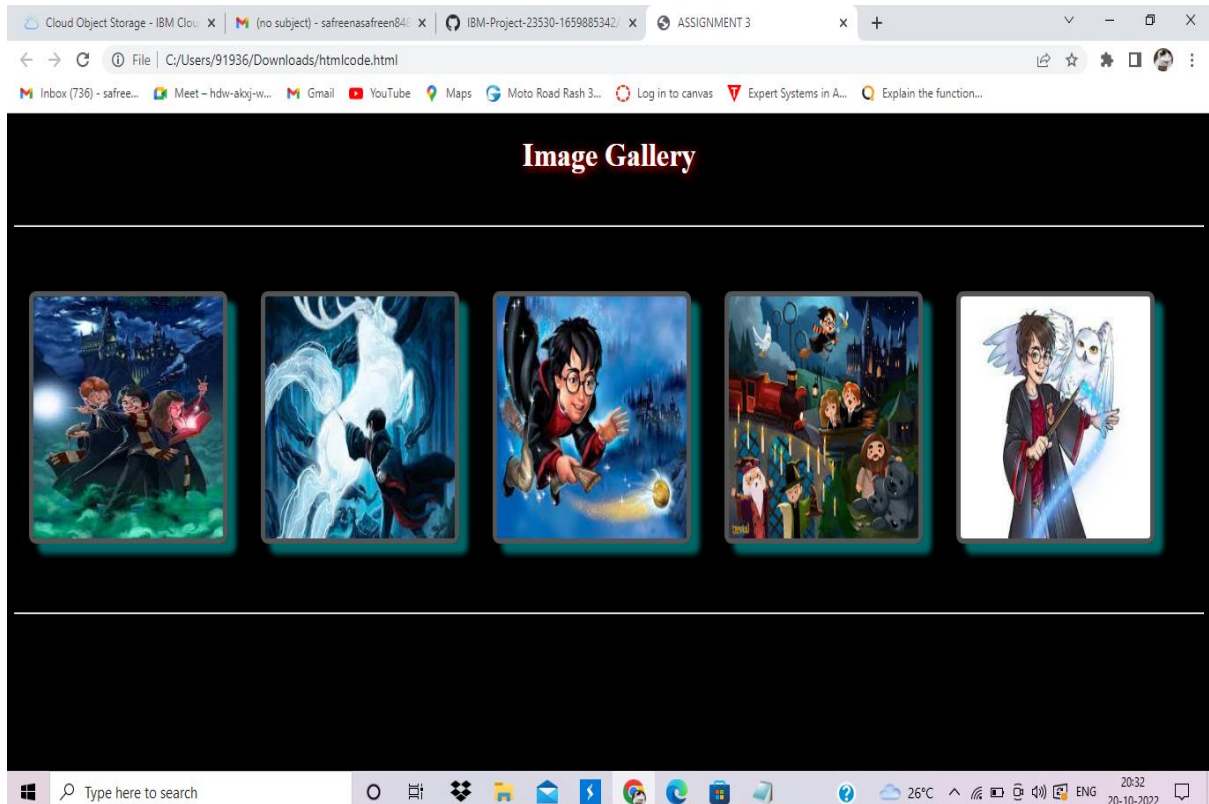 Cloud Object Storage - IBM Clou
(no subject) - safreenasafreen848
IBM-Project-23530-1659885342/
ASSIGNMENT 3
File | C:/Users/91936/Downloads/htmlcode.html
Inbox (736) - safree...
Meet – hdw-akxj-w...
Gmail
YouTube
Maps
Moto Road Rash 3...
Log in to canvas
Expert Systems in A...
Explain the function...
Image Gallery
Type here to search
26°C
ENG
20:32
20-10-2022